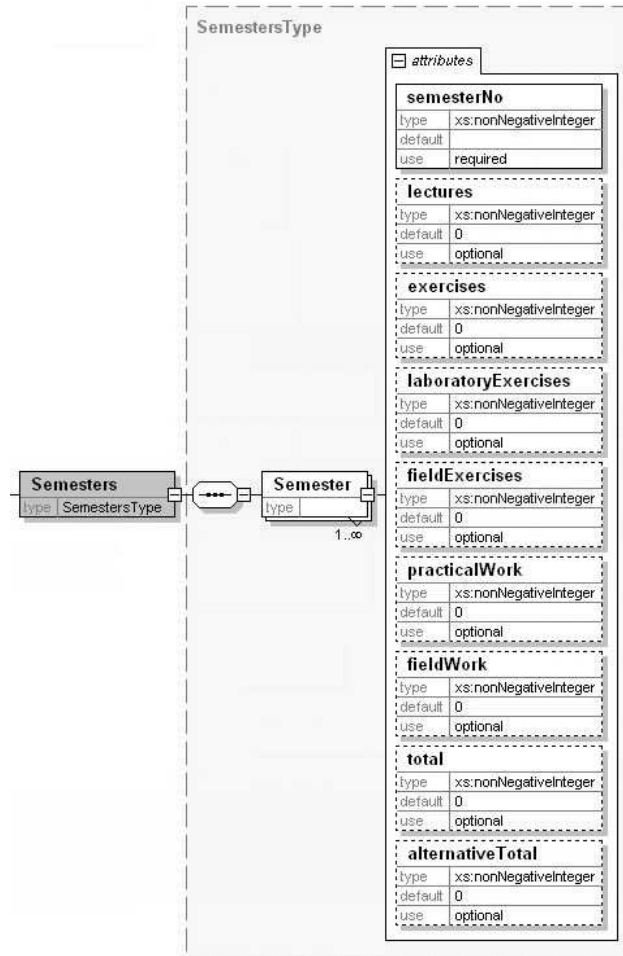 SemestersType
attributes
semesterNo
type xs:nonNegativeInteger
default
use required
lectures
type xs:nonNegativeInteger
default 0
use optional
exercises
type xs:nonNegativeInteger
default 0
use optional
laboratoryExercises
type xs:nonNegativeInteger
default 0
use optional
Semesters
type SemestersType
Semester
type
1..∞
fieldExercises
type xs:nonNegativeInteger
default 0
use optional
practicalWork
type xs:nonNegativeInteger
default 0
use optional
fieldWork
type xs:nonNegativeInteger
default 0
use optional
total
type xs:nonNegativeInteger
default 0
use optional
alternativeTotal
type xs:nonNegativeInteger
default 0
use optional